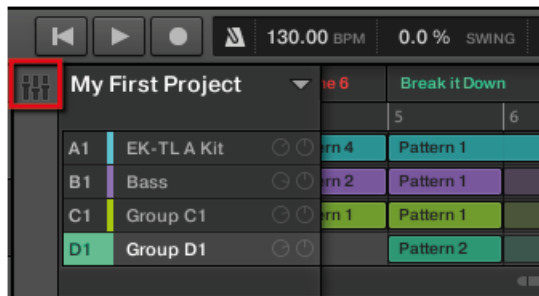 130.00 BPM 0.0 % SWING
My First Project ne 6 Break it Down
5 6
A1 EK-TL A Kit rn 4 Pattern 1
B1 Bass rn 2 Pattern 1
C1 Group C1 rn 1 Pattern 1
D1 Group D1 Pattern 2